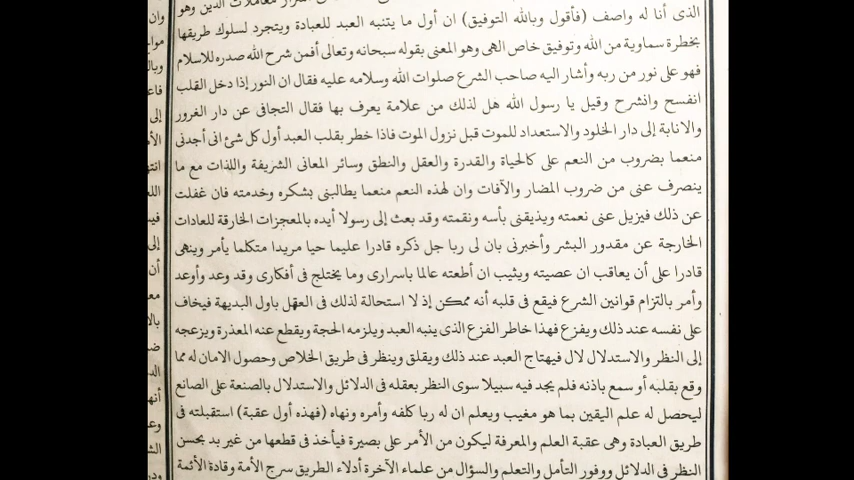 الذى أنا له واصف (فأقول وبالله التوفيق) ان أول ما يتنبه العبد للعبادة ويتجرد لسلوك طريقها
بخطرة سماوية من الله وتوفيق خاص الهى وهو المعنى بقوله سبحانه وتعالى أفمن شرح الله صدره للاسلام
فهو على نور من ربه وأشار اليه صاحب الشرع صلوات الله وسلامه عليه فقال ان النور إذا دخل القلب
انفسح وانشرح وقيل يا رسول الله هل لذلك من علامة يعرف بها فقال التجافى عن دار الغرور
والانابة إلى دار الخلود والاستعداد للموت قبل نزول الموت فاذا خطر بقلب العبد أول كل شئ انى أجدنى
منعما بضروب من النعم على كالحياة والقدرة والعقل والنطق وسائر المعانى الشريفة واللذات مع ما
ينصرف عنى من ضروب المضار والآفات وان لهذه النعم منعما يطالبنى بشكره وخدمته فان غفلت
عن ذلك فيزيل عنى نعمته ويذيقنى بأسه ونقمته وقد بعث إلى رسولا أيده بالمعجزات الخارقة للعادات
الخارجة عن مقدور البشر وأخبرنى بان لى ربا جل ذكره قادرا عليما حيا مريدا متكلما يأمر وينهى
قادرا على أن يعاقب ان عصيته ويثيب ان أطعته عالما باسرارى وما يختلج فى أفكارى وقد وعد وأوعد
وأمر بالتزام قوانين الشرع فيقع فى قلبه أنه ممكن إذ لا استحالة لذلك فى العقل باول البديهة فيخاف
على نفسه عند ذلك ويفزع فهذا خاطر الفزع الذى ينبه العبد ويلزمه الحجة ويقطع عنه المعذرة ويزعجه
إلى النظر والاستدلال لال فيهتاج العبد عند ذلك ويقلق وينظر فى طريق الخلاص وحصول الامان له مما
وقع بقلبه أو سمع باذنه فلم يجد فيه سبيلا سوى النظر بعقله فى الدلائل والاستدلال بالصنعة على الصانع
ليحصل له علم اليقين بما هو مغيب ويعلم ان له ربا كلفه وأمره ونهاه (فهذه أول عقبة) استقبلته فى
طريق العبادة وهى عقبة العلم والمعرفة ليكون من الأمر على بصيرة فيأخذ فى قطعها من غير بد بحسن
النظر فى الدلائل ووفور التأمل والتعلم والسؤال من علماء الآخرة أدلاء الطريق سرج الأمة وقادة الأئمة